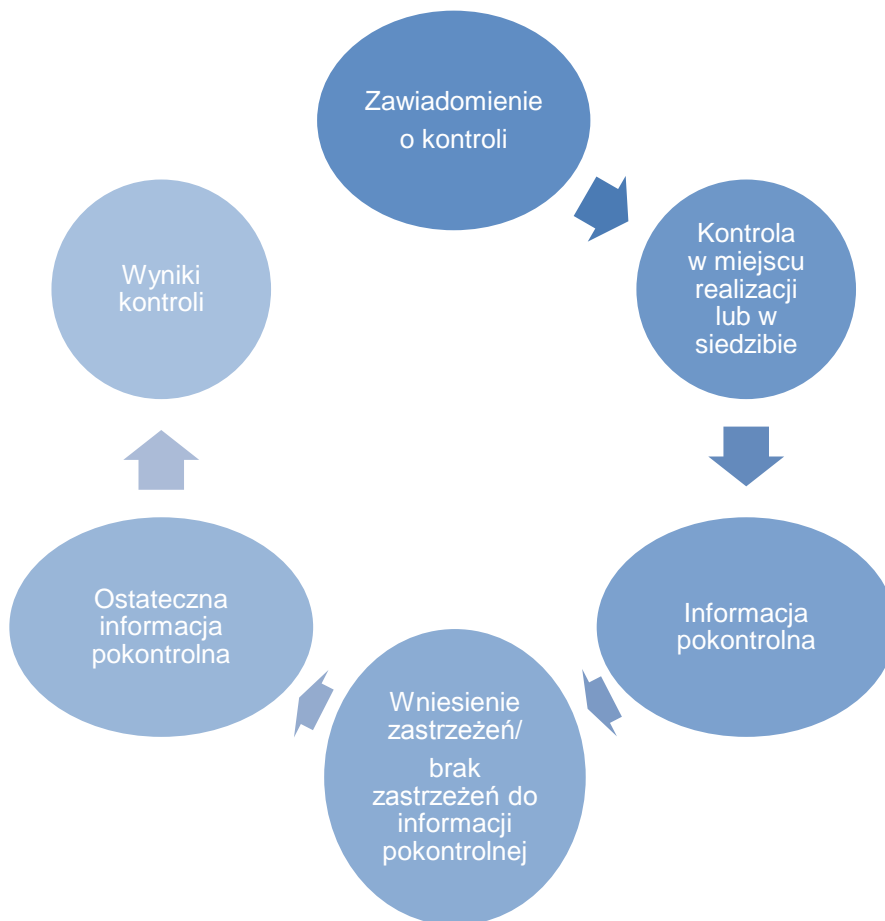 Zawiadomienie
o kontroli
Kontrola
w miejscu
realizacji
lub w
siedzibie
Informacja
pokontrolna
Wniesienie
zastrzeżeń/
brak
zastrzeżeń do
informacji
pokontrolnej
Ostateczna
informacja
pokontrolna
Wyniki
kontroli